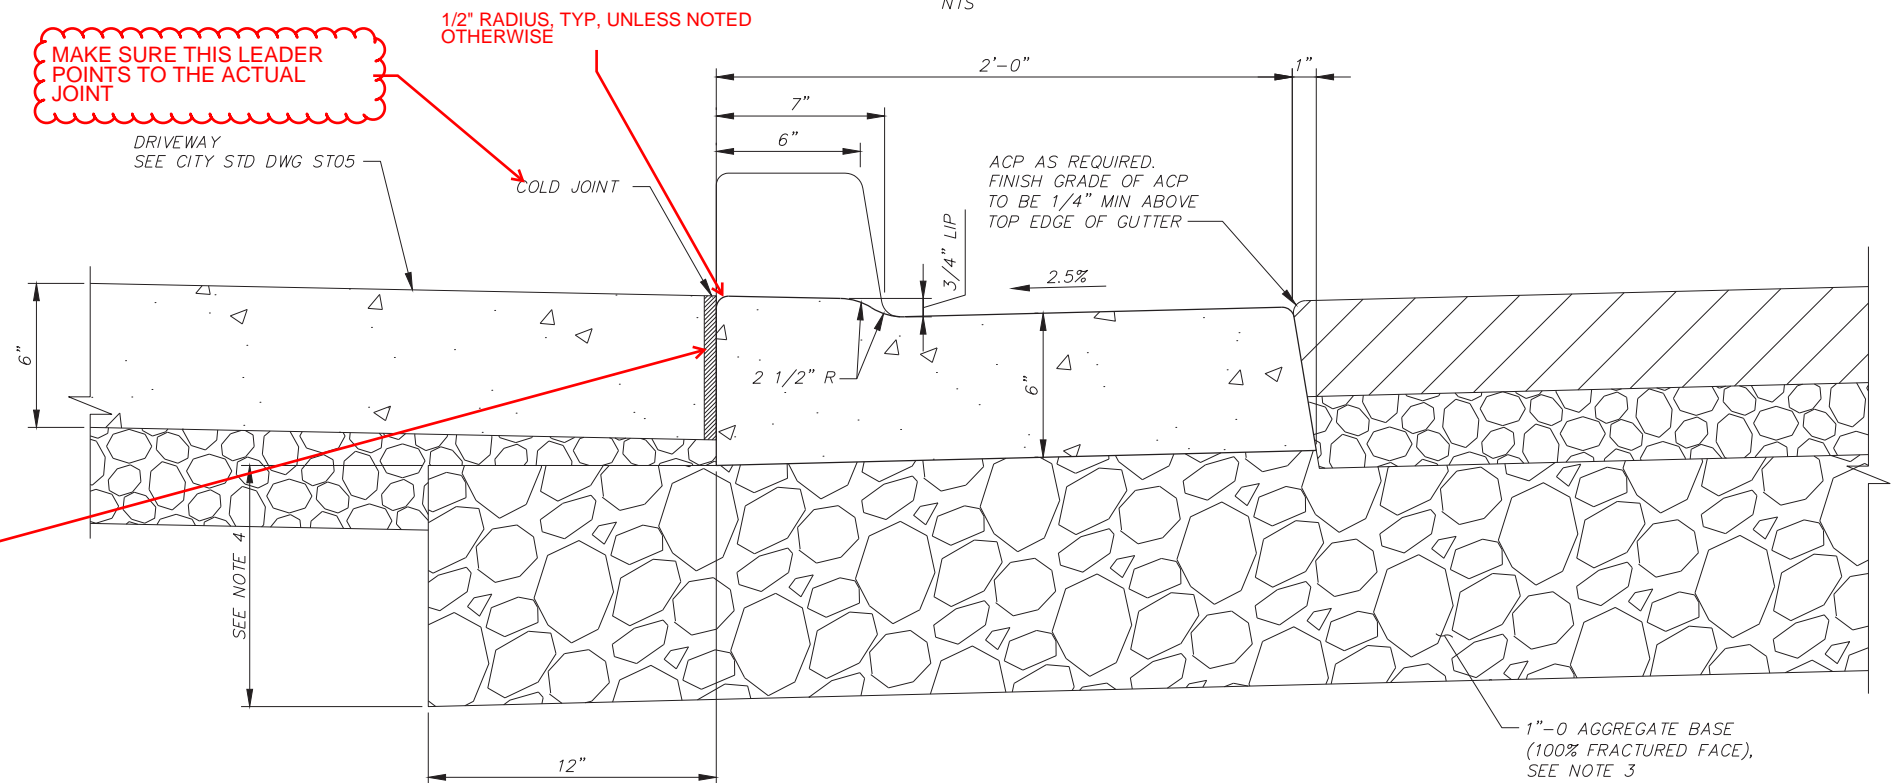 NTS
1/2" RADIUS, TYP, UNLESS NOTED
OTHERWISE
MAKE SURE THIS LEADER
POINTS TO THE ACTUAL
JOINT
2'-0"
1"
7"
6"
DRIVEWAY
SEE CITY STD DWG ST05
COLD JOINT
ACP AS REQUIRED.
FINISH GRADE OF ACP
TO BE 1/4" MIN ABOVE
TOP EDGE OF GUTTER
3/4" LIP
2.5%
6"
2 1/2" R
6"
SEE NOTE 4
12"
1"-0 AGGREGATE BASE
(100% FRACTURED FACE),
SEE NOTE 3